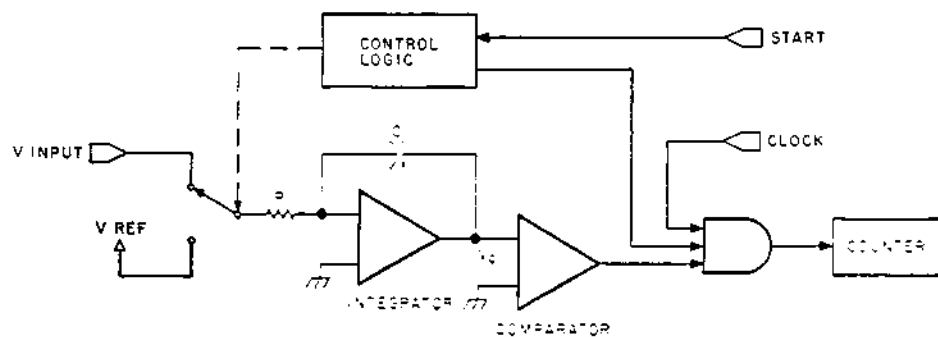 CONTROL
LOGIC
START
V INPUT
CLOCK
V REF
COUNTER
INTEGRATOR
COMPARATOR